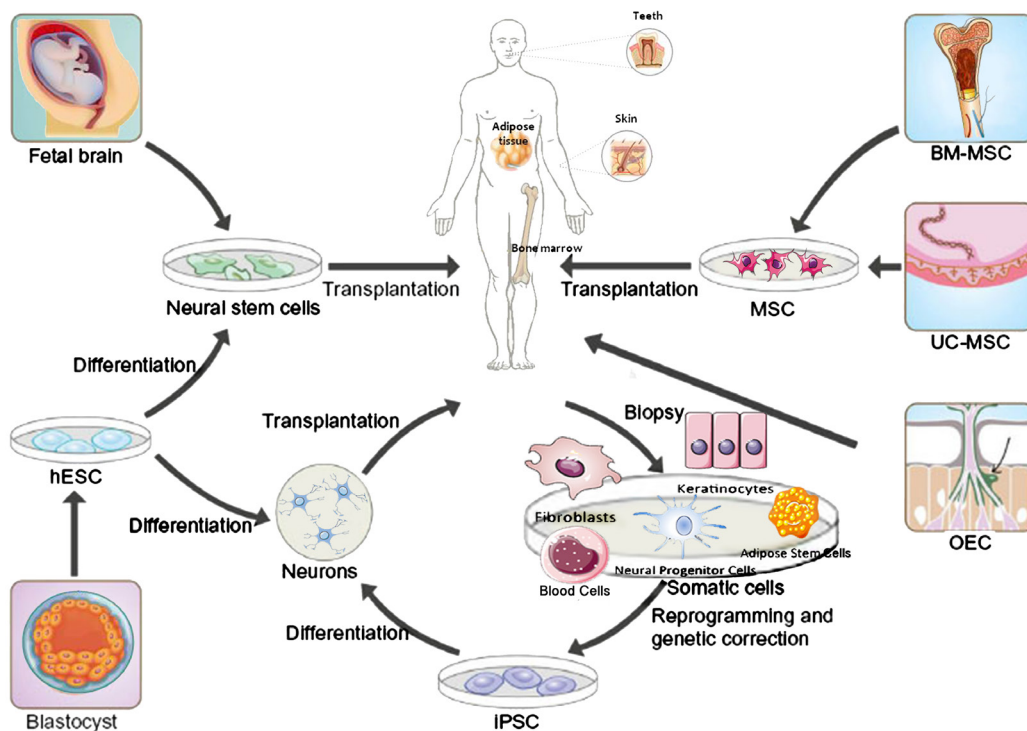 Teeth
Skin
Adipose
tissue
Bone marrow
Fetal brain
BM-MSC
Neural stem cells
Transplantation
Transplantation
MSC
UC-MSC
Differentiation
hESC
Differentiation
Transplantation
Neurons
Biopsy
Keratinocytes
Fibroblasts
Adipose Stem Cells
Neural Progenitor Cells
Blood Cells
Somatic cells
OEC
Reprogramming and
genetic correction
Differentiation
iPSC
Blastocyst